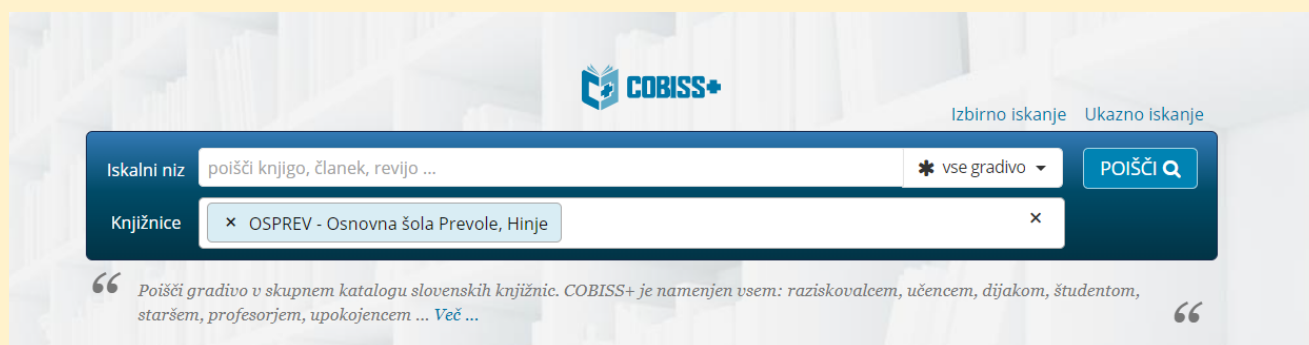 COBISS+
Izbirno iskanje Ukazno iskanje
Iskalni niz poišči knjigo, članek, revijo ... vse gradivo POIŠČI
Knjižnice × OSPREV - Osnovna šola Prevole, Hinje ×
“ Poišči gradivo v skupnem katalogu slovenskih knjižnic. COBISS+ je namenjen vsem: raziskovalcem, učencem, dijakom, študentom,
staršem, profesorjem, upokojencem ... Več ... “